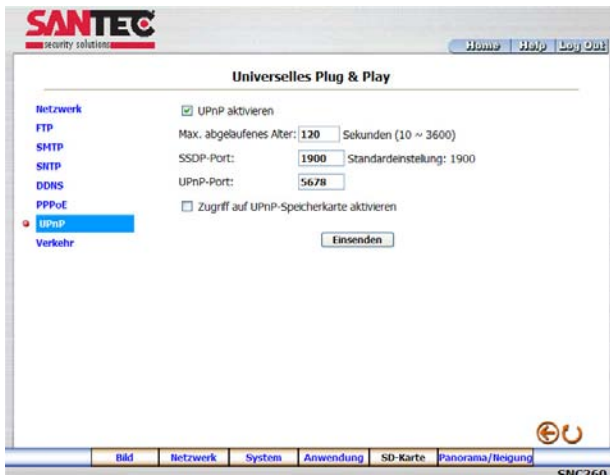 SANTEC
security solutions
Home Help Log Out
Universelles Plug & Play
Netzwerk
FTP
SMTP
SNTP
DDNS
PPPoE
UPnP
Verkehr
UPnP aktivieren
Max. abgelaufenes Alter: 120 Sekunden (10 ~ 3600)
SSDP-Port: 1900 Standardeinstellung: 1900
UPnP-Port: 5678
Zugriff auf UPnP-Speicherkarte aktivieren
Einsenden
Bild Netzwerk System Anwendung SD-Karte Panorama/Neigung
SNC260